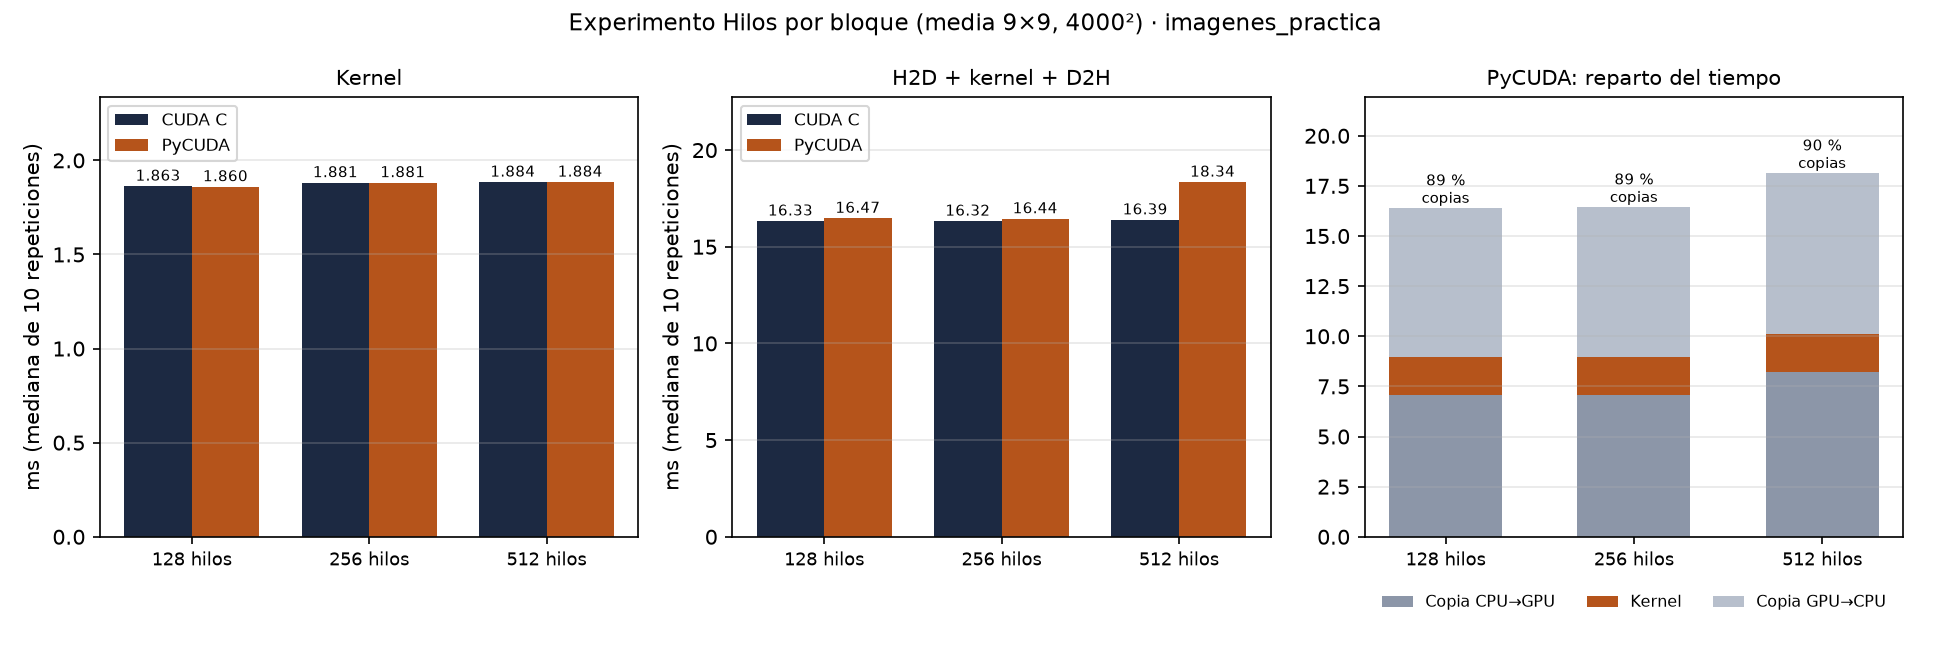 Experimento Hilos por bloque (media 9×9, 4000²) · imagenes_practica
Kernel
ms (mediana de 10 repeticiones)
2.0
1.5
1.0
0.5
0.0
CUDA C
PyCUDA
1.863
1.860
1.881
1.881
1.884
1.884
128 hilos
256 hilos
512 hilos
H2D + kernel + D2H
ms (mediana de 10 repeticiones)
20
15
10
5
0
CUDA C
PyCUDA
16.33
16.47
16.32
16.44
16.39
18.34
128 hilos
256 hilos
512 hilos
PyCUDA: reparto del tiempo
20.0
17.5
15.0
12.5
10.0
7.5
5.0
2.5
0.0
89 %
copias
89 %
copias
90 %
copias
128 hilos
256 hilos
512 hilos
Copia CPU→GPU
Kernel
Copia GPU→CPU